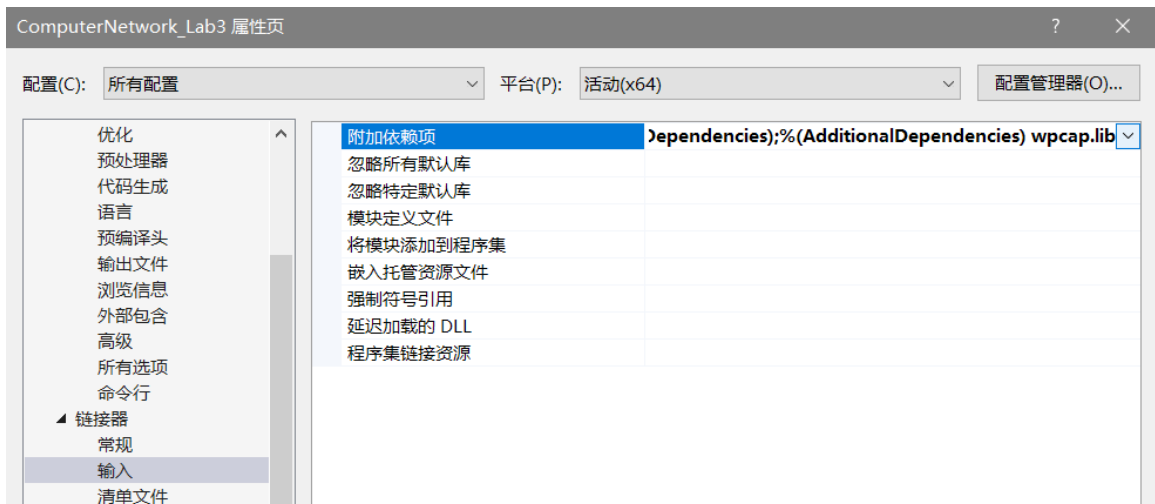 ComputerNetwork_Lab3 属性页
配置(C): 所有配置 平台(P): 活动(x64) 配置管理器(O)...
优化
预处理器
代码生成
语言
预编译头
输出文件
浏览信息
外部包含
高级
所有选项
命令行
链接器
常规
输入
清单文件
附加依赖项 Dependencies);%(AdditionalDependencies) wpcap.lib
忽略所有默认库
忽略特定默认库
模块定义文件
将模块添加到程序集
嵌入托管资源文件
强制符号引用
延迟加载的 DLL
程序集链接资源